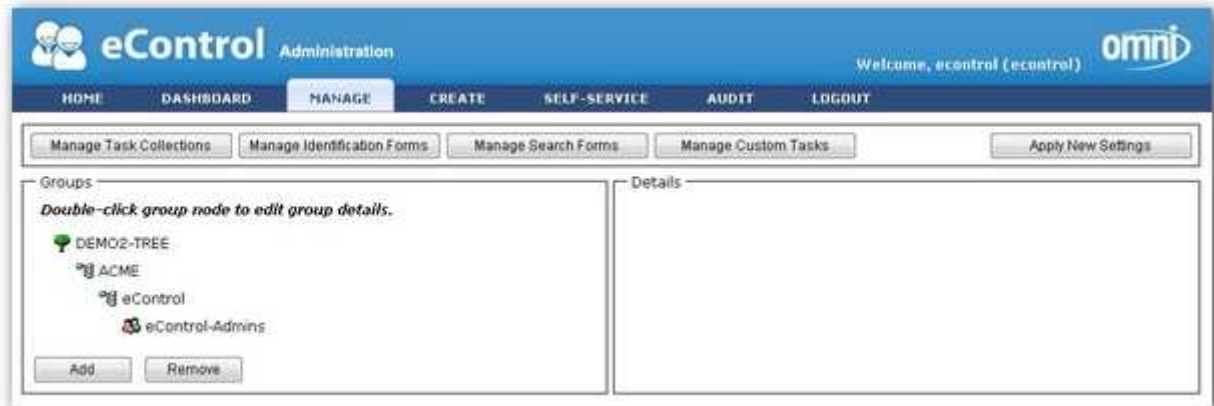 eControl Administration
omni
Welcome, econtrol (econtrol)
HOME DASHBOARD MANAGE CREATE SELF-SERVICE AUDIT LOGOUT
Manage Task Collections Manage Identification Forms Manage Search Forms Manage Custom Tasks Apply New Settings
Groups
Double-click group node to edit group details.
DEMO2-TREE
ACME
eControl
eControl-Admins
Add Remove
Details